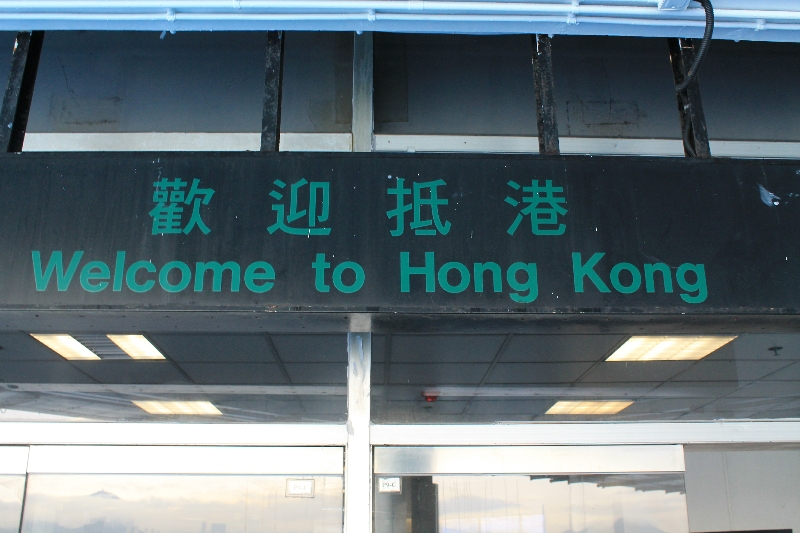 歡迎抵港
Welcome to Hong Kong